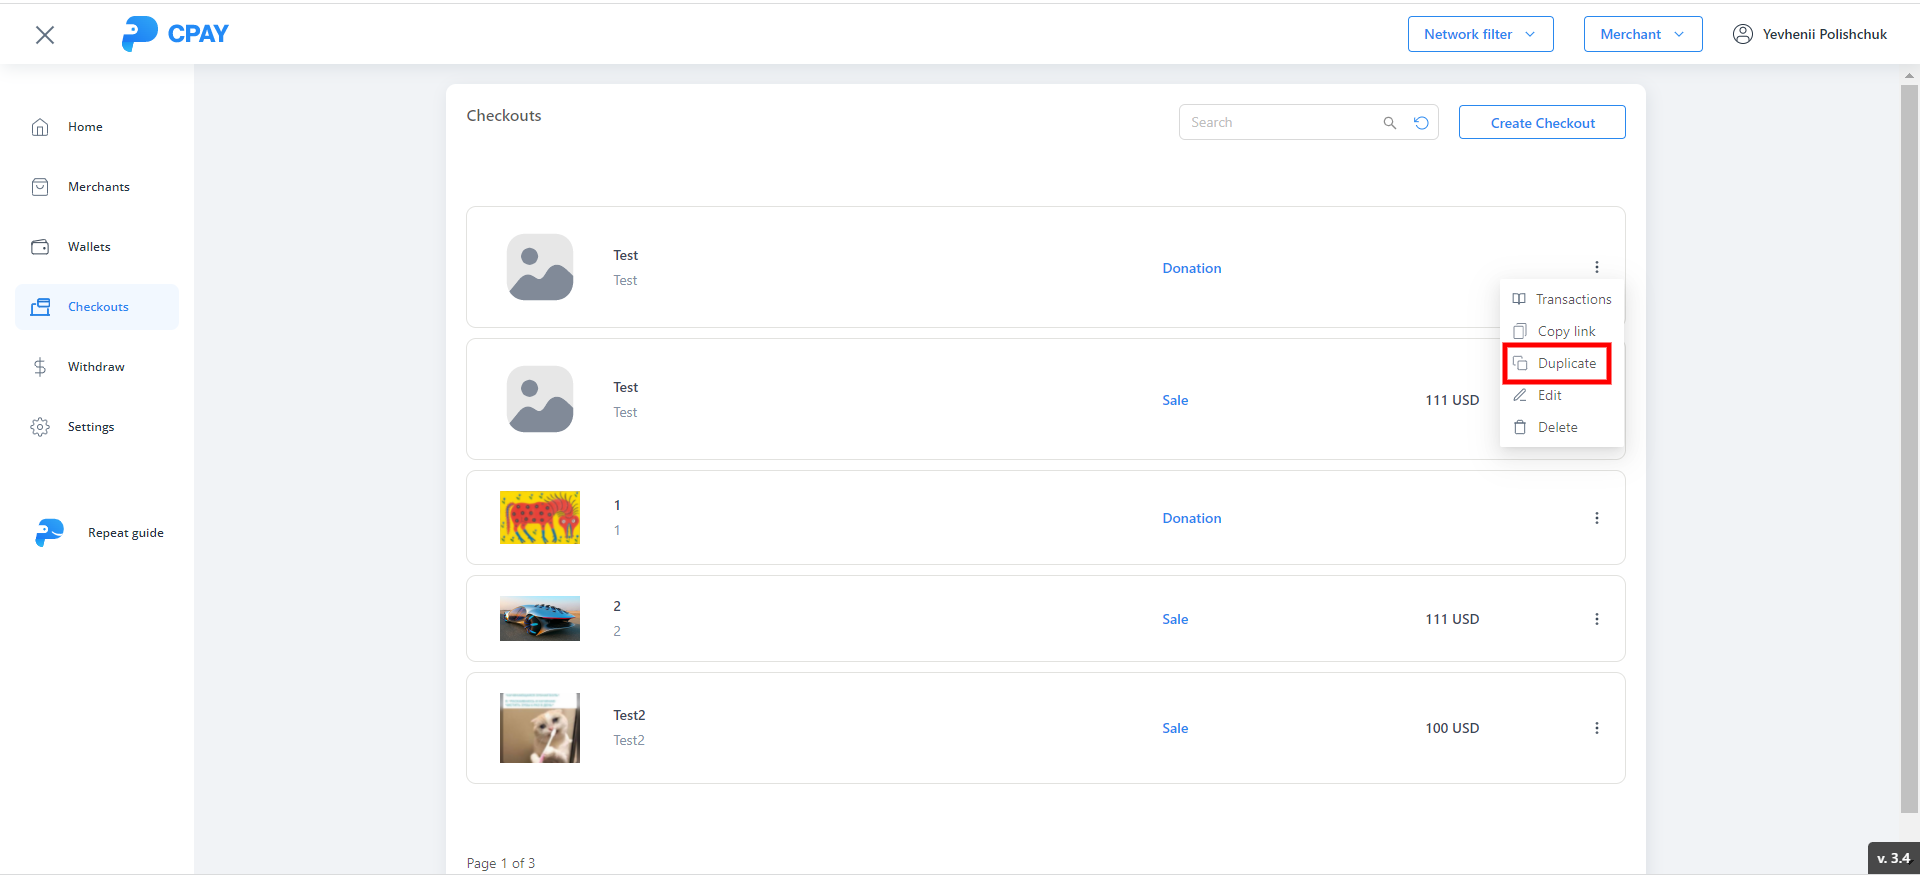 CPAY
Network filter
Merchant
Yevhenii Polishchuk
Home
Merchants
Wallets
Checkouts
Withdraw
Settings
Repeat guide
Checkouts
Search
Create Checkout
Test
Test
Donation
Transactions
Copy link
Duplicate
Edit
Delete
Test
Test
Sale
111 USD
1
1
Donation
2
2
Sale
111 USD
Test2
Test2
Sale
100 USD
Page 1 of 3
v. 3.4